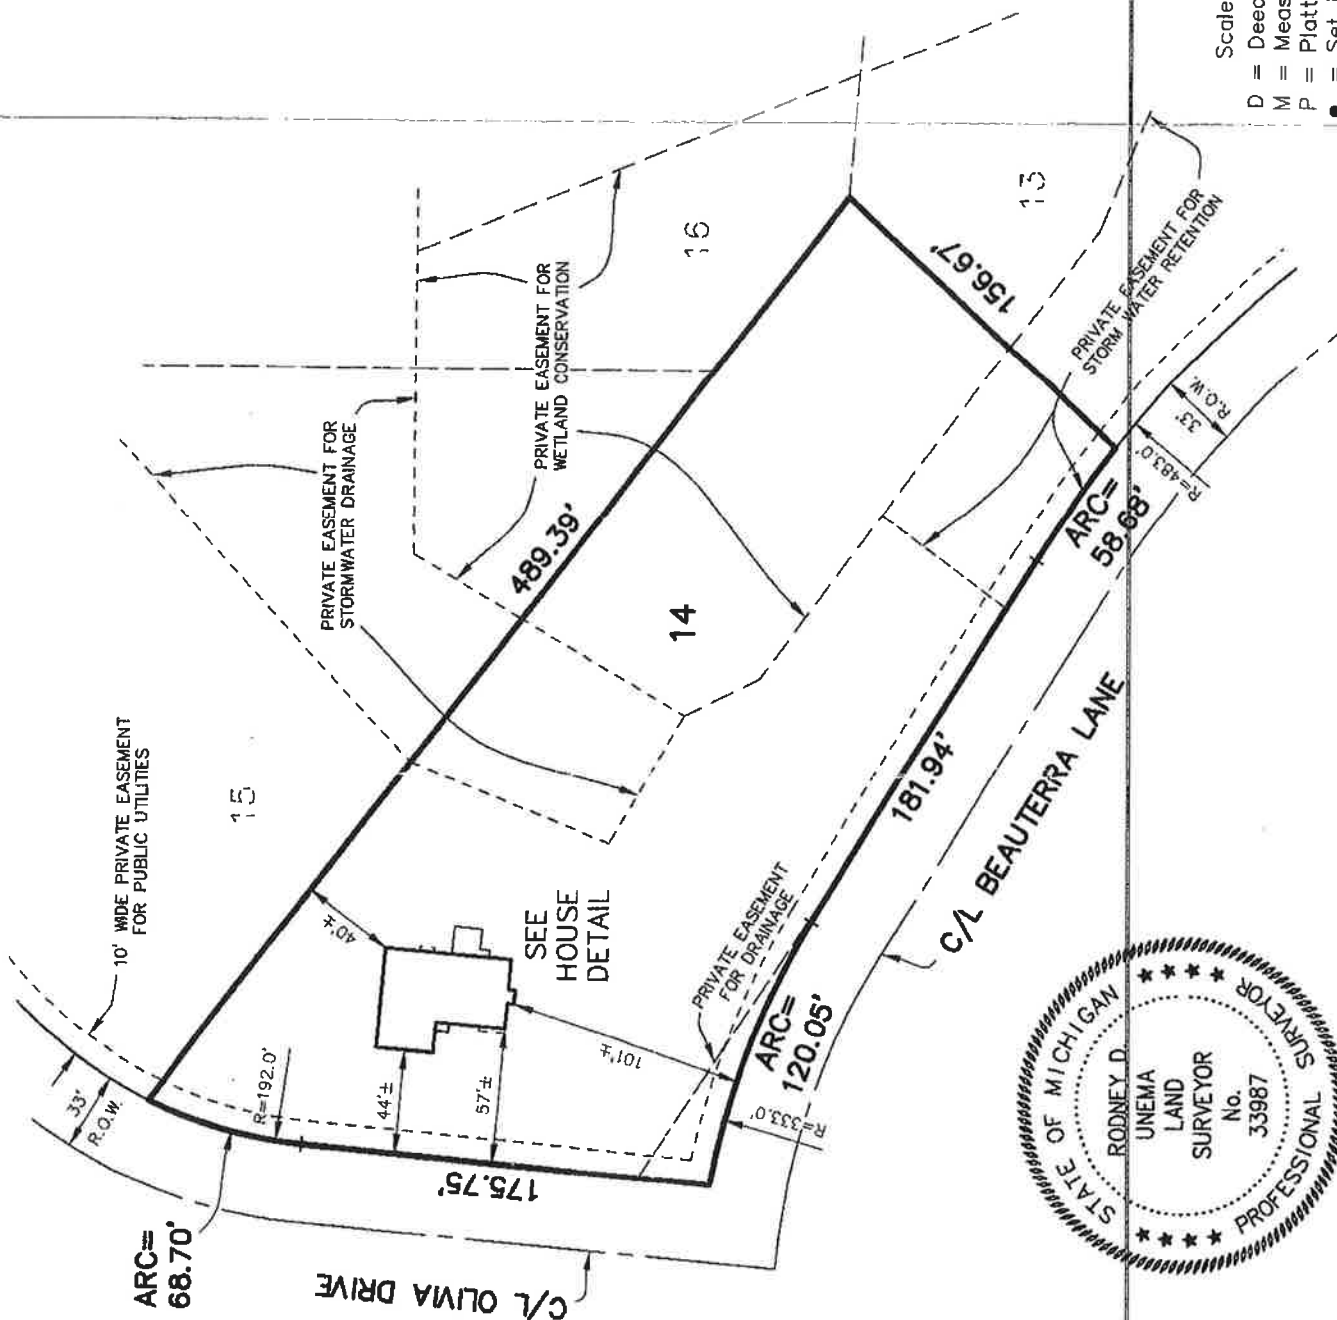 10' WIDE PRIVATE EASEMENT
FOR PUBLIC UTILITIES
15
PRIVATE EASEMENT FOR
STORMWATER DRAINAGE
PRIVATE EASEMENT FOR
WETLAND CONSERVATION
16
13
489.39'
156.67'
14
PRIVATE EASEMENT FOR
STORM WATER RETENTION
33'
R.O.W.
R=483.0'
ARC=
58.68'
181.94'
C/L BEAUTERRA LANE
SEE
HOUSE
DETAIL
40'±
44'±
57'±
101'±
PRIVATE EASEMENT
FOR DRAINAGE
ARC=
120.05'
R=333.0'
R=192.0'
33'
R.O.W.
175.75'
ARC=
68.70'
C/L OLIVIA DRIVE
STATE OF MICHIGAN
RODNEY D.
UNEMA
LAND
SURVEYOR
No.
33987
PROFESSIONAL SURVEYOR
Scale
D = Deed
M = Meas
P = Platt
● = Set